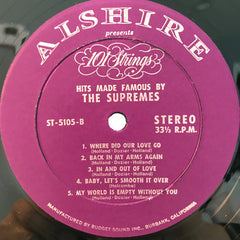 ALSHIRE
presents
101 Strings
HITS MADE FAMOUS BY
THE SUPREMES
ST-5105-B
STEREO
33⅓ R.P.M.
1. WHERE DID OUR LOVE GO
(Holland - Dozier - Holland)
2. BACK IN MY ARMS AGAIN
(Holland - Dozier - Holland)
3. IN AND OUT OF LOVE
(Holland - Dozier - Holland)
4. BABY, LET'S SMOOTH IT OVER
(Holcombe)
5. MY WORLD IS EMPTY WITHOUT YOU
(Holland - Dozier - Holland)
MANUFACTURED BY BUDGET SOUND INC., BURBANK, CALIFORNIA